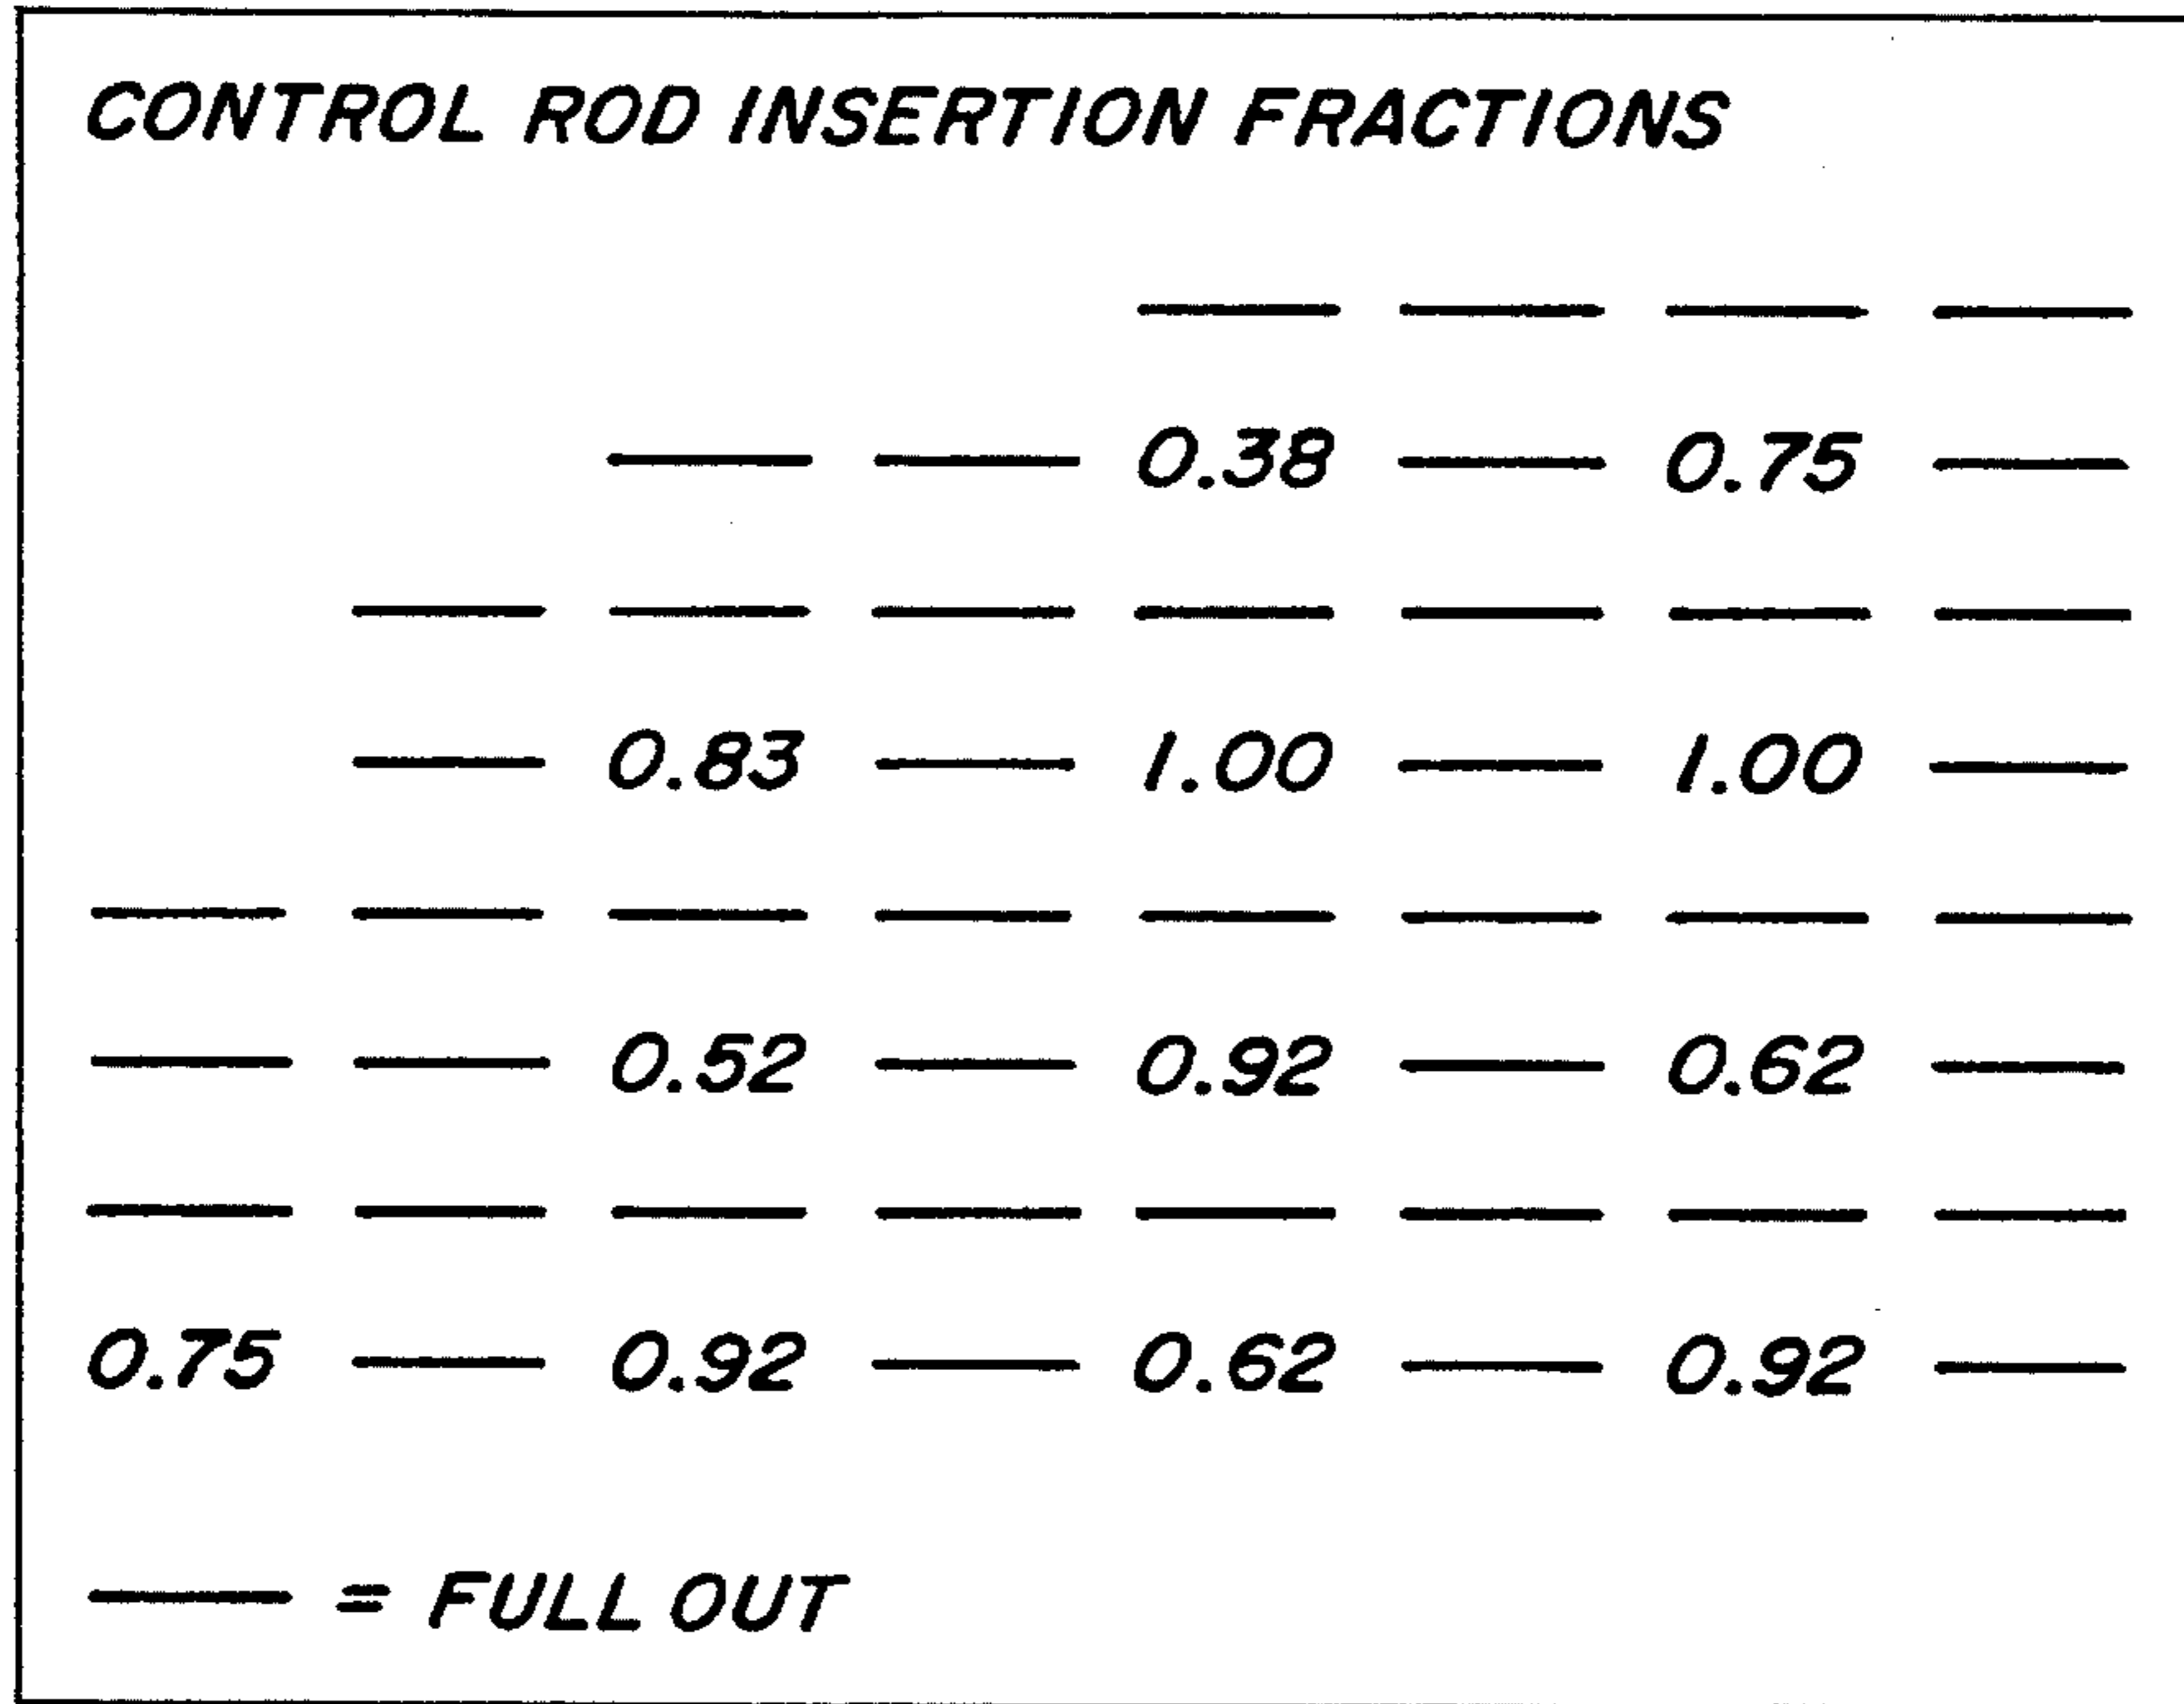 CONTROL ROD INSERTION FRACTIONS
— — — —
— — 0.38 — 0.75 —
— — — — — — —
— 0.83 — 1.00 — 1.00 —
— — — — — — — —
— — 0.52 — 0.92 — 0.62 —
— — — — — — — —
0.75 — 0.92 — 0.62 — 0.92 —
— = FULL OUT